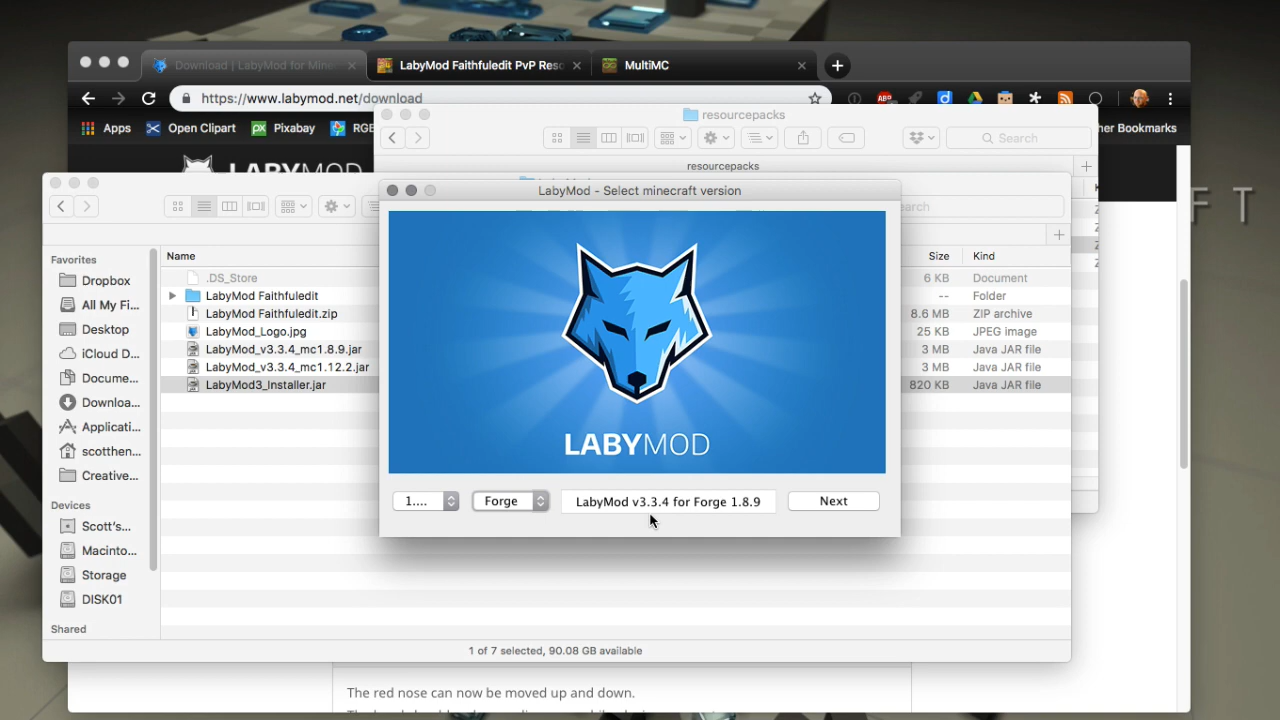 Download | LabyMod for Mine
LabyMod Faithfuledit PvP Reso
MultiMC
https://www.labymod.net/download
ABP
Apps
Open Clipart
px
Pixabay
RGE
her Bookmarks
resourcepacks
Search
resourcepacks
LABYMOD
F T
LabyMod - Select minecraft version
earch
Favorites
Dropbox
All My Fi...
Desktop
iCloud D...
Docume...
Downloa...
Applicati...
scotthen...
Creative...
Devices
Scott's...
Macinto...
Storage
DISK01
Shared
Name
Size
Kind
.DS_Store
6 KB
Document
LabyMod Faithfuledit
--
Folder
LabyMod Faithfuledit.zip
8.6 MB
ZIP archive
LabyMod_Logo.jpg
25 KB
JPEG image
LabyMod_v3.3.4_mc1.8.9.jar
3 MB
Java JAR file
LabyMod_v3.3.4_mc1.12.2.jar
3 MB
Java JAR file
LabyMod3_Installer.jar
820 KB
Java JAR file
LABYMOD
1....
Forge
LabyMod v3.3.4 for Forge 1.8.9
Next
1 of 7 selected, 90.08 GB available
The red nose can now be moved up and down.